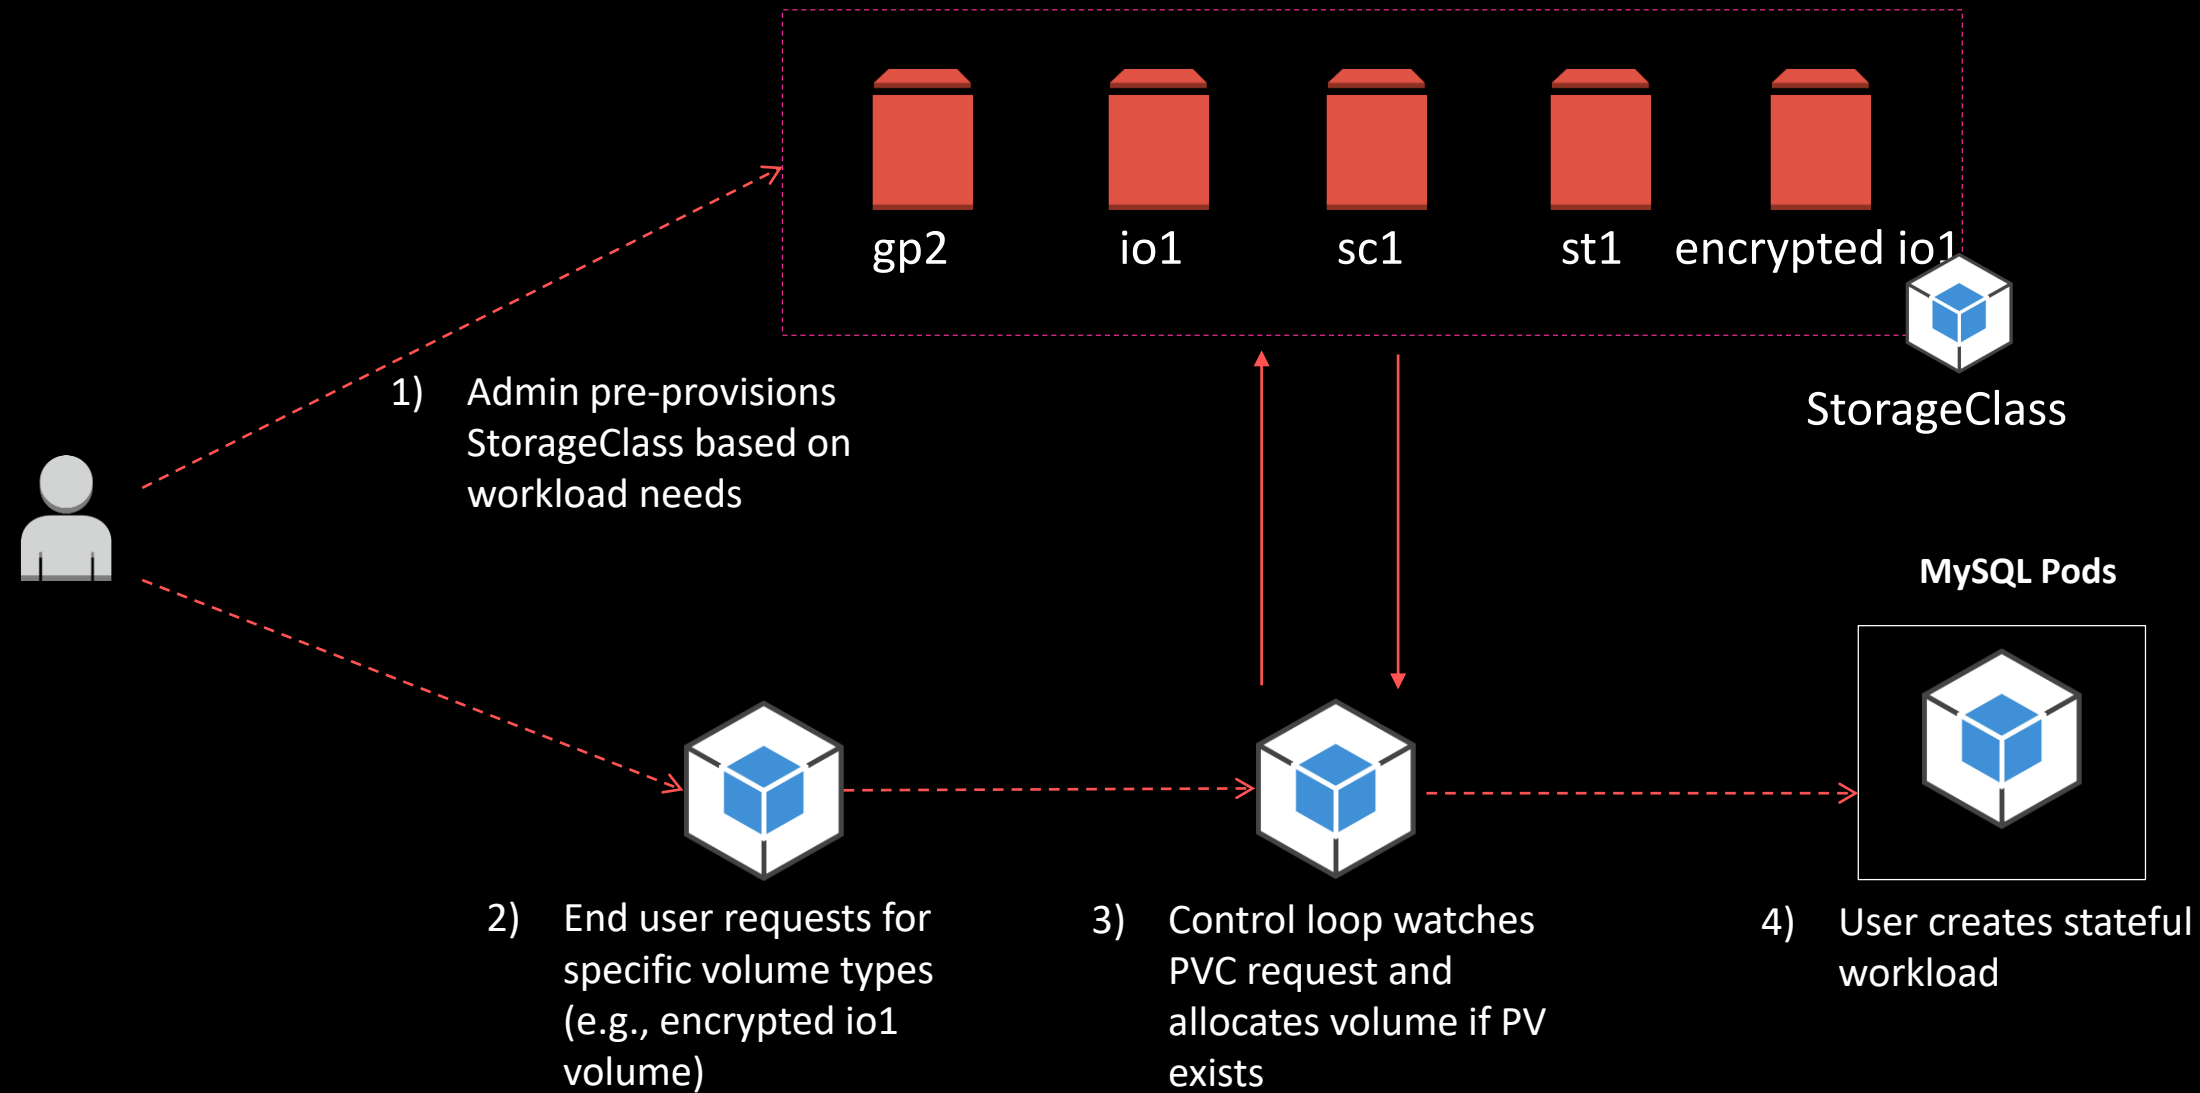 gp2
io1
sc1
st1
encrypted io1
StorageClass
1) Admin pre-provisions
StorageClass based on
workload needs
MySQL Pods
2) End user requests for
specific volume types
(e.g., encrypted io1
volume)
3) Control loop watches
PVC request and
allocates volume if PV
exists
4) User creates stateful
workload